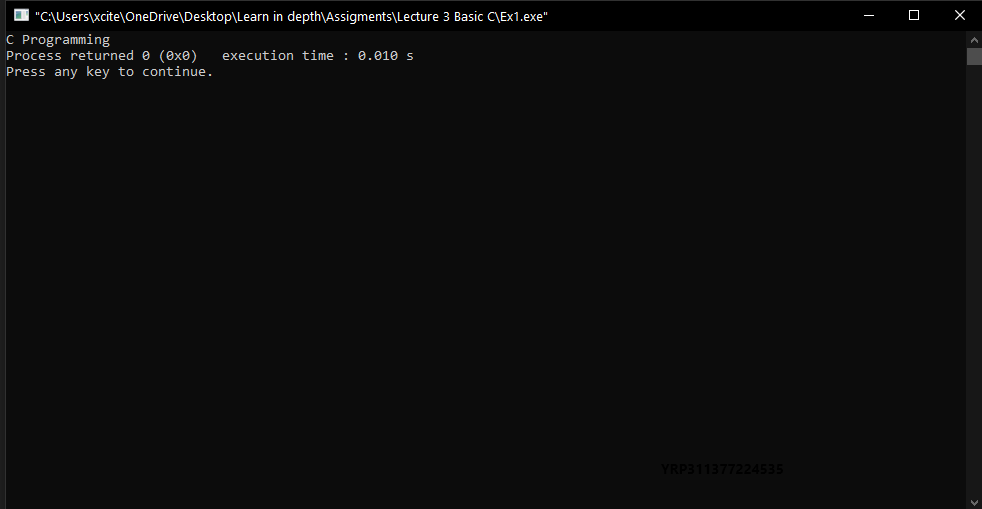 "C:\Users\xcite\OneDrive\Desktop\Learn in depth\Assigments\Lecture 3 Basic C\Ex1.exe"
C Programming
Process returned 0 (0x0)   execution time : 0.010 s
Press any key to continue.
YRP311377224535